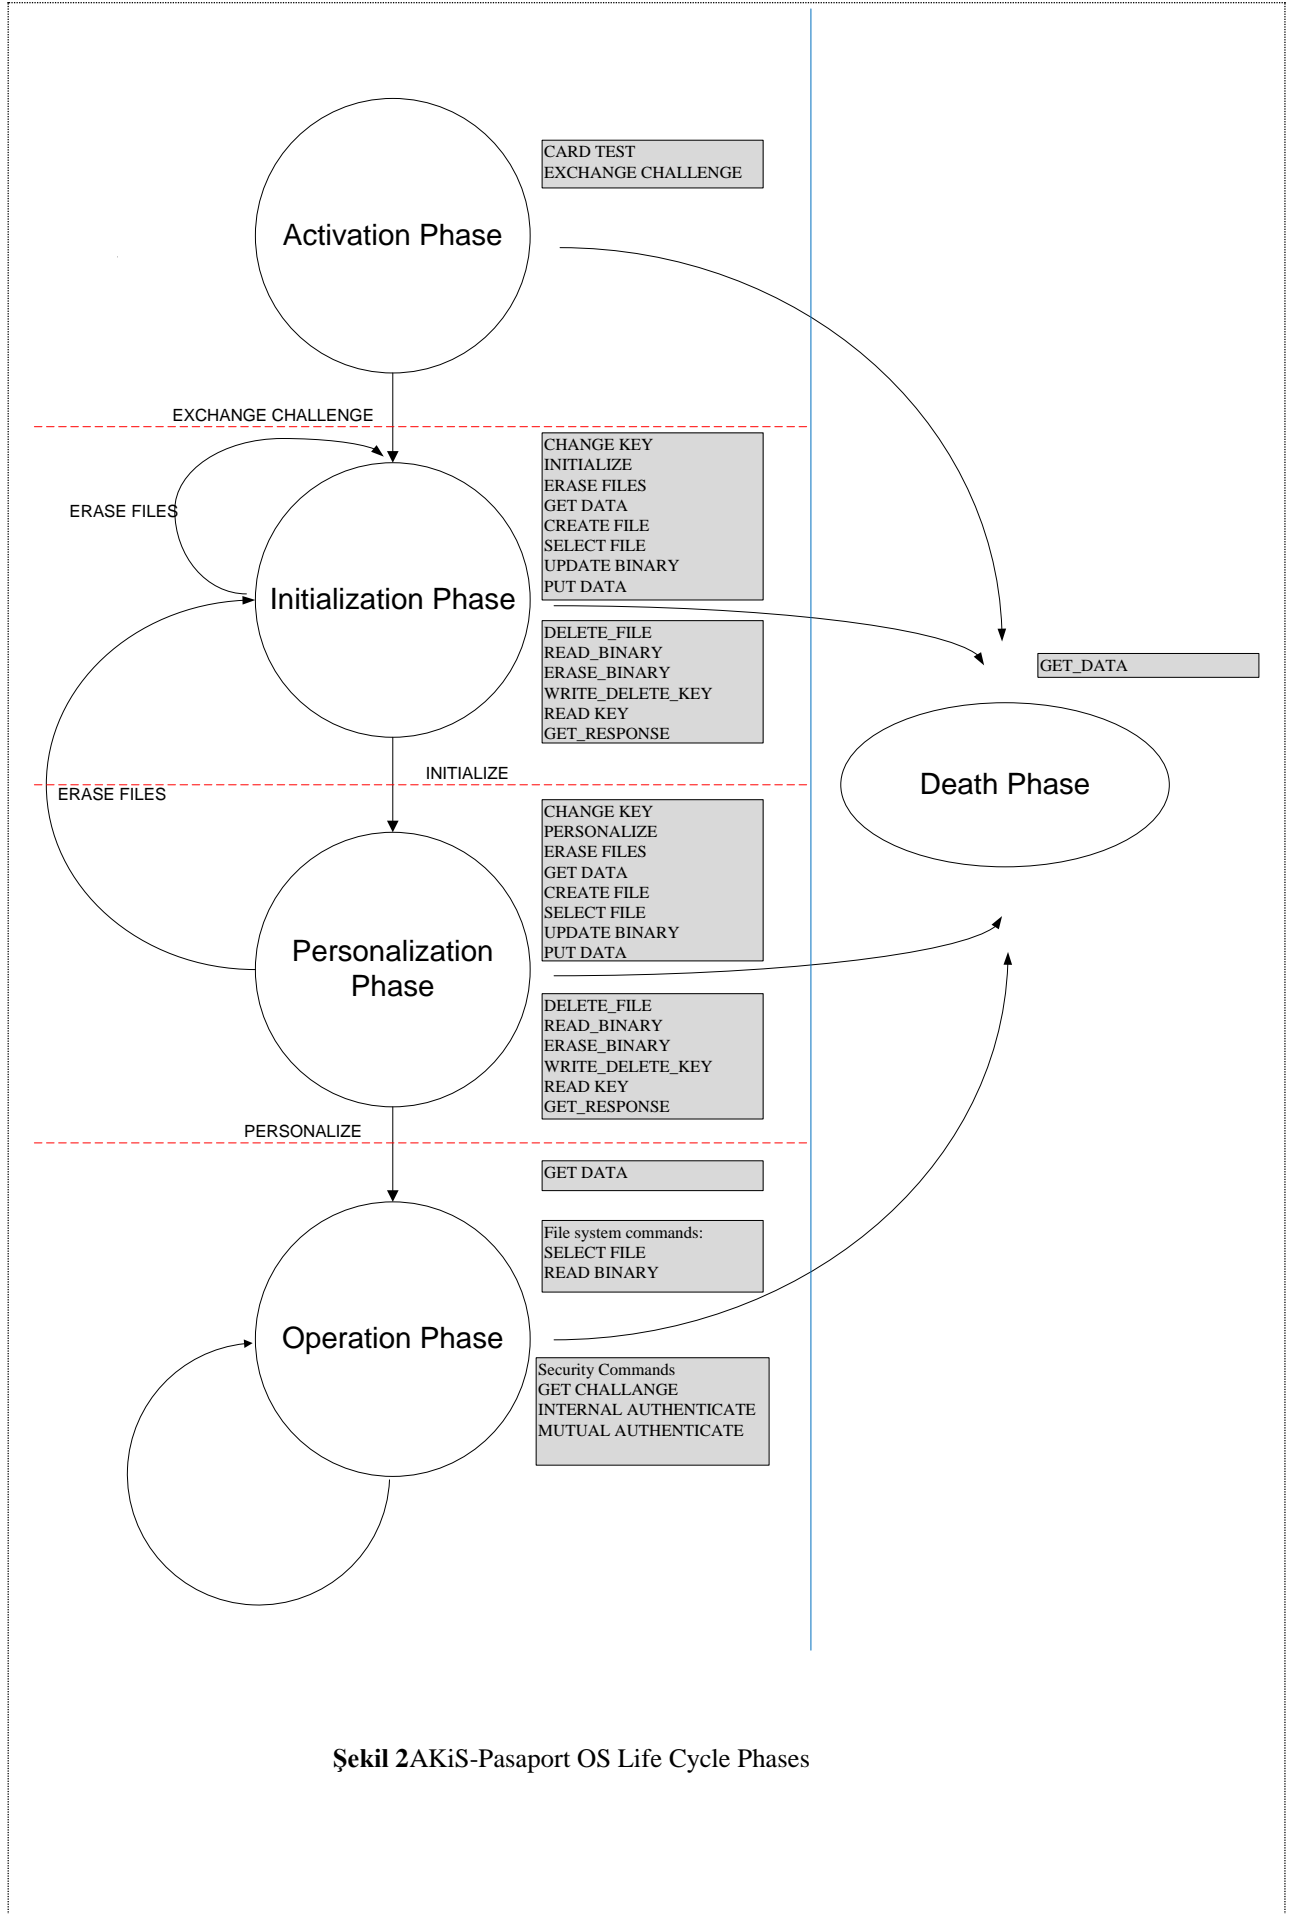 CARD TEST
EXCHANGE CHALLENGE
Activation Phase
EXCHANGE CHALLENGE
CHANGE KEY
INITIALIZE
ERASE FILES
GET DATA
CREATE FILE
SELECT FILE
UPDATE BINARY
PUT DATA
ERASE FILES
Initialization Phase
DELETE_FILE
READ_BINARY
ERASE_BINARY
WRITE_DELETE_KEY
READ KEY
GET_RESPONSE
GET_DATA
Death Phase
INITIALIZE
ERASE FILES
CHANGE KEY
PERSONALIZE
ERASE FILES
GET DATA
CREATE FILE
SELECT FILE
UPDATE BINARY
PUT DATA
Personalization
Phase
DELETE_FILE
READ_BINARY
ERASE_BINARY
WRITE_DELETE_KEY
READ KEY
GET_RESPONSE
PERSONALIZE
GET DATA
File system commands:
SELECT FILE
READ BINARY
Operation Phase
Security Commands
GET CHALLANGE
INTERNAL AUTHENTICATE
MUTUAL AUTHENTICATE
Şekil 2AKiS-Pasaport OS Life Cycle Phases